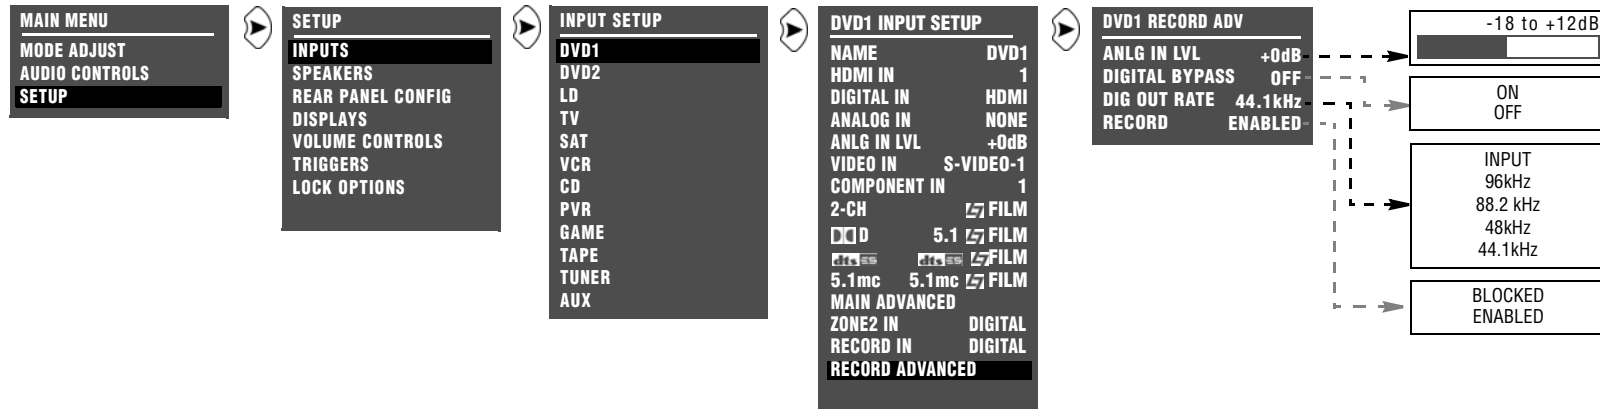 MAIN MENU
MODE ADJUST
AUDIO CONTROLS
SETUP
SETUP
INPUTS
SPEAKERS
REAR PANEL CONFIG
DISPLAYS
VOLUME CONTROLS
TRIGGERS
LOCK OPTIONS
INPUT SETUP
DVD1
DVD2
LD
TV
SAT
VCR
CD
PVR
GAME
TAPE
TUNER
AUX
DVD1 INPUT SETUP
NAME DVD1
HDMI IN 1
DIGITAL IN HDMI
ANALOG IN NONE
ANLG IN LVL +0dB
VIDEO IN S-VIDEO-1
COMPONENT IN 1
2-CH FILM
D 5.1 FILM
dts ES dts ES FILM
5.1mc 5.1mc FILM
MAIN ADVANCED
ZONE2 IN DIGITAL
RECORD IN DIGITAL
RECORD ADVANCED
DVD1 RECORD ADV
ANLG IN LVL +0dB
DIGITAL BYPASS OFF
DIG OUT RATE 44.1kHz
RECORD ENABLED
-18 to +12dB
ON
OFF
INPUT
96kHz
88.2 kHz
48kHz
44.1kHz
BLOCKED
ENABLED